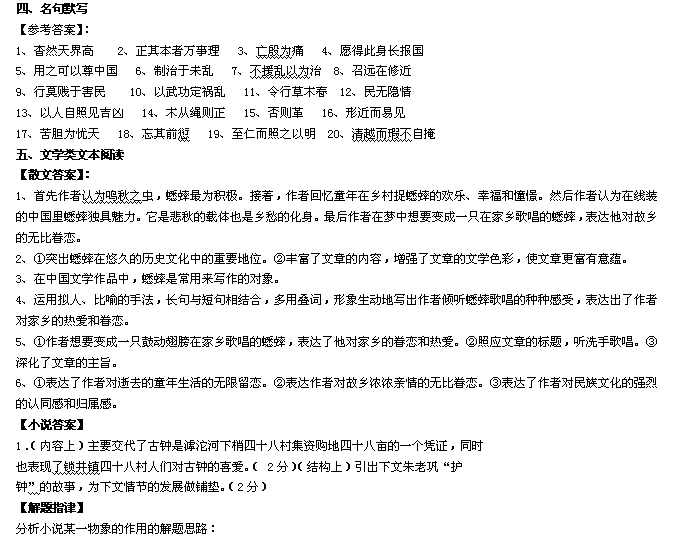 四、名句默写
【参考答案】：
1、杳然天界高 2、正其本者万事理 3、亡殷为痛 4、愿得此身长报国
5、用之可以尊中国 6、制治于未乱 7、不援乱以为治 8、召远在修近
9、行莫贱于害民 10、以武功定祸乱 11、令行草木春 12、民无隐情
13、以人自照见吉凶 14、木从绳则正 15、否则革 16、形近而易见
17、苦胆为忧天 18、忘其前愆 19、至仁而照之以明 20、清越而瑕不自掩
五、文学类文本阅读
【散文答案】：
1、首先作者认为鸣秋之虫，蟋蟀最为积极。接着，作者回忆童年在乡村捉蟋蟀的欢乐、幸福和憧憬。然后作者认为在线装
的中国里蟋蟀独具魅力。它是悲秋的载体也是乡愁的化身。最后作者在梦中想要变成一只在家乡歌唱的蟋蟀，表达他对故乡
的无比眷恋。
2、①突出蟋蟀在悠久的历史文化中的重要地位。②丰富了文章的内容，增强了文章的文学色彩，使文章更富有意蕴。
3、在中国文学作品中，蟋蟀是常用来写作的对象。
4、运用拟人、比喻的手法，长句与短句相结合，多用叠词，形象生动地写出作者倾听蟋蟀歌唱的种种感受，表达出了作者
对家乡的热爱和眷恋。
5、①作者想要变成一只鼓动翅膀在家乡歌唱的蟋蟀，表达了他对家乡的眷恋和热爱。②照应文章的标题，听洗手歌唱。③
深化了文章的主旨。
6、①表达了作者对逝去的童年生活的无限留恋。②表达作者对故乡浓浓亲情的无比眷恋。③表达了作者对民族文化的强烈
的认同感和归属感。
【小说答案】
1.(内容上)主要交代了古钟是滹沱河下梢四十八村集资购地四十八亩的一个凭证，同时
也表现了锁井镇四十八村人们对古钟的喜爱。( 2分)(结构上)引出下文朱老巩“护
钟”的故事，为下文情节的发展做铺垫。(2分)
【解题指津】
分析小说某一物象的作用的解题思路：